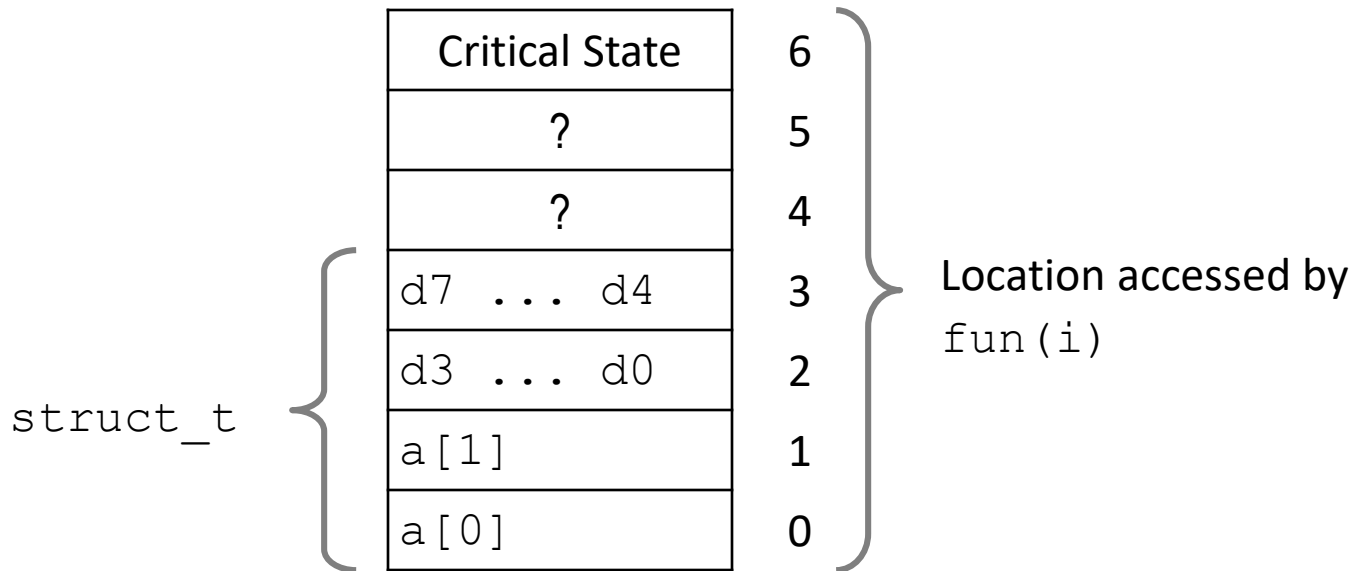 Critical State 6
? 5
? 4
d7 ... d4 3
d3 ... d0 2
a[1] 1
a[0] 0
struct_t
Location accessed by
fun(i)